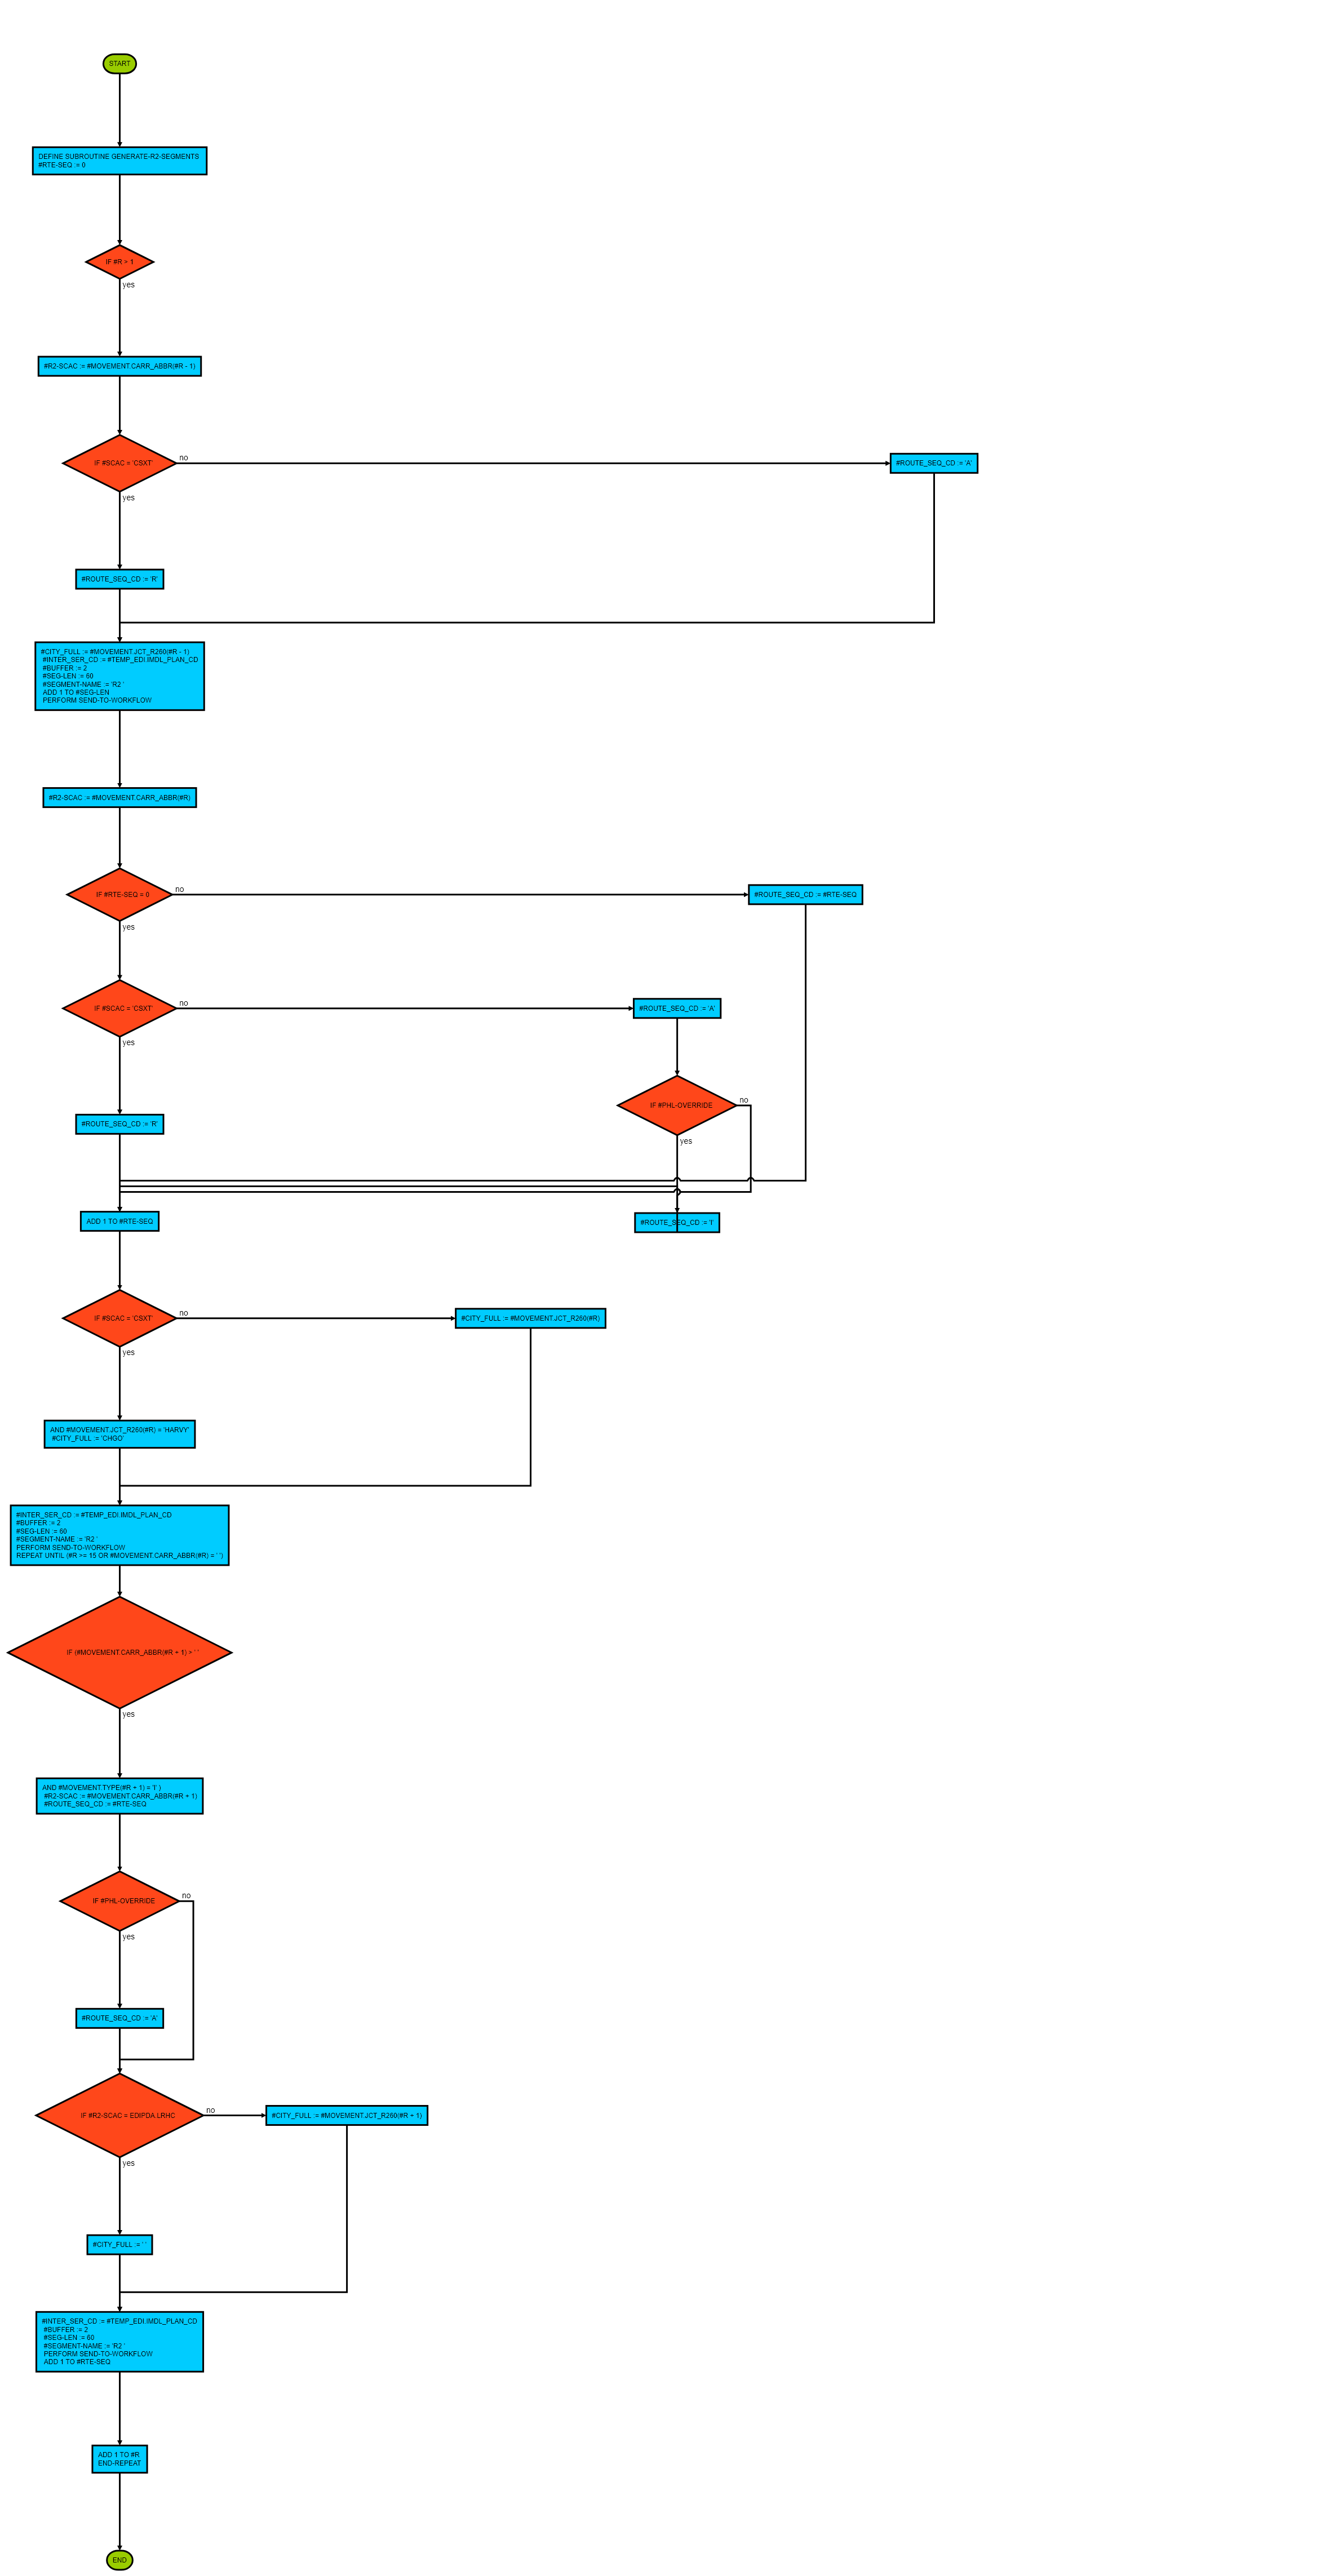 START
DEFINE SUBROUTINE GENERATE-R2-SEGMENTS
#RTE-SEQ := 0
IF #R > 1
yes
#R2-SCAC := #MOVEMENT.CARR_ABBR(#R - 1)
IF #SCAC = 'CSXT'
no
#ROUTE_SEQ_CD := 'A'
yes
#ROUTE_SEQ_CD := 'R'
#CITY_FULL := #MOVEMENT.JCT_R260(#R - 1)
#INTER_SER_CD := #TEMP_EDI.IMDL_PLAN_CD
#BUFFER := 2
#SEG-LEN := 60
#SEGMENT-NAME := 'R2 '
ADD 1 TO #SEG-LEN
PERFORM SEND-TO-WORKFLOW
#R2-SCAC := #MOVEMENT.CARR_ABBR(#R)
IF #RTE-SEQ = 0
no
#ROUTE_SEQ_CD := #RTE-SEQ
yes
IF #SCAC = 'CSXT'
no
#ROUTE_SEQ_CD := 'A'
yes
IF #PHL-OVERRIDE
no
#ROUTE_SEQ_CD := 'R'
yes
ADD 1 TO #RTE-SEQ
#ROUTE_SEQ_CD := 'I'
IF #SCAC = 'CSXT'
no
#CITY_FULL := #MOVEMENT.JCT_R260(#R)
yes
AND #MOVEMENT.JCT_R260(#R) = 'HARVY'
#CITY_FULL := 'CHGO'
#INTER_SER_CD := #TEMP_EDI.IMDL_PLAN_CD
#BUFFER := 2
#SEG-LEN := 60
#SEGMENT-NAME := 'R2 '
PERFORM SEND-TO-WORKFLOW
REPEAT UNTIL (#R >= 15 OR #MOVEMENT.CARR_ABBR(#R) = ' ')
IF (#MOVEMENT.CARR_ABBR(#R + 1) > ' '
yes
AND #MOVEMENT.TYPE(#R + 1) = 'I' )
#R2-SCAC := #MOVEMENT.CARR_ABBR(#R + 1)
#ROUTE_SEQ_CD := #RTE-SEQ
IF #PHL-OVERRIDE
no
yes
#ROUTE_SEQ_CD := 'A'
IF #R2-SCAC = EDIPDA.LRHC
no
#CITY_FULL := #MOVEMENT.JCT_R260(#R + 1)
yes
#CITY_FULL := ' '
#INTER_SER_CD := #TEMP_EDI.IMDL_PLAN_CD
#BUFFER := 2
#SEG-LEN := 60
#SEGMENT-NAME := 'R2 '
PERFORM SEND-TO-WORKFLOW
ADD 1 TO #RTE-SEQ
ADD 1 TO #R
END-REPEAT
END